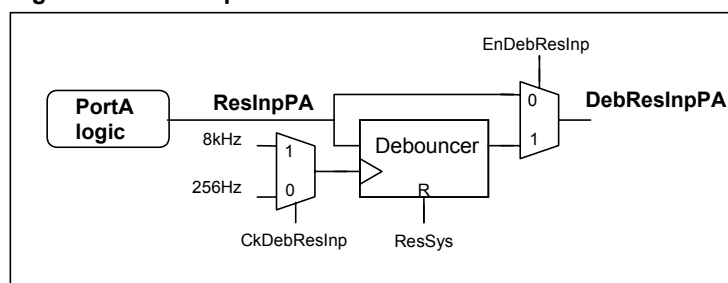 EnDebResInp
PortA
logic
ResInpPA
0
DebResInpPA
8kHz
1
Debouncer
1
256Hz
0
R
CkDebResInp
ResSys